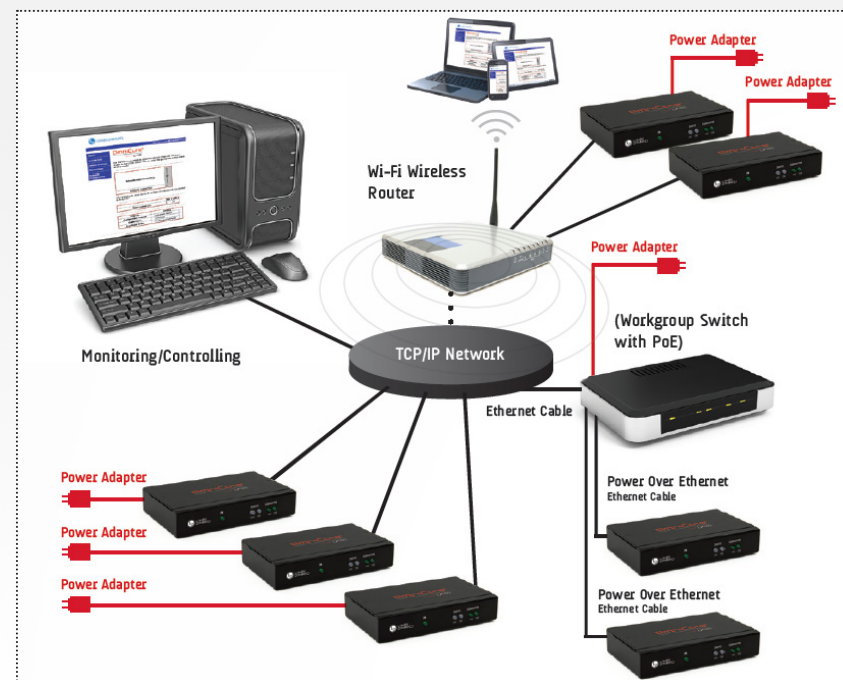 Power Adapter
Power Adapter
Wi-Fi Wireless
Router
Power Adapter
(Workgroup Switch
with PoE)
Monitoring/Controlling
TCP/IP Network
Ethernet Cable
Power Adapter
Power Over Ethernet
Ethernet Cable
Power Adapter
Power Adapter
Power Over Ethernet
Ethernet Cable